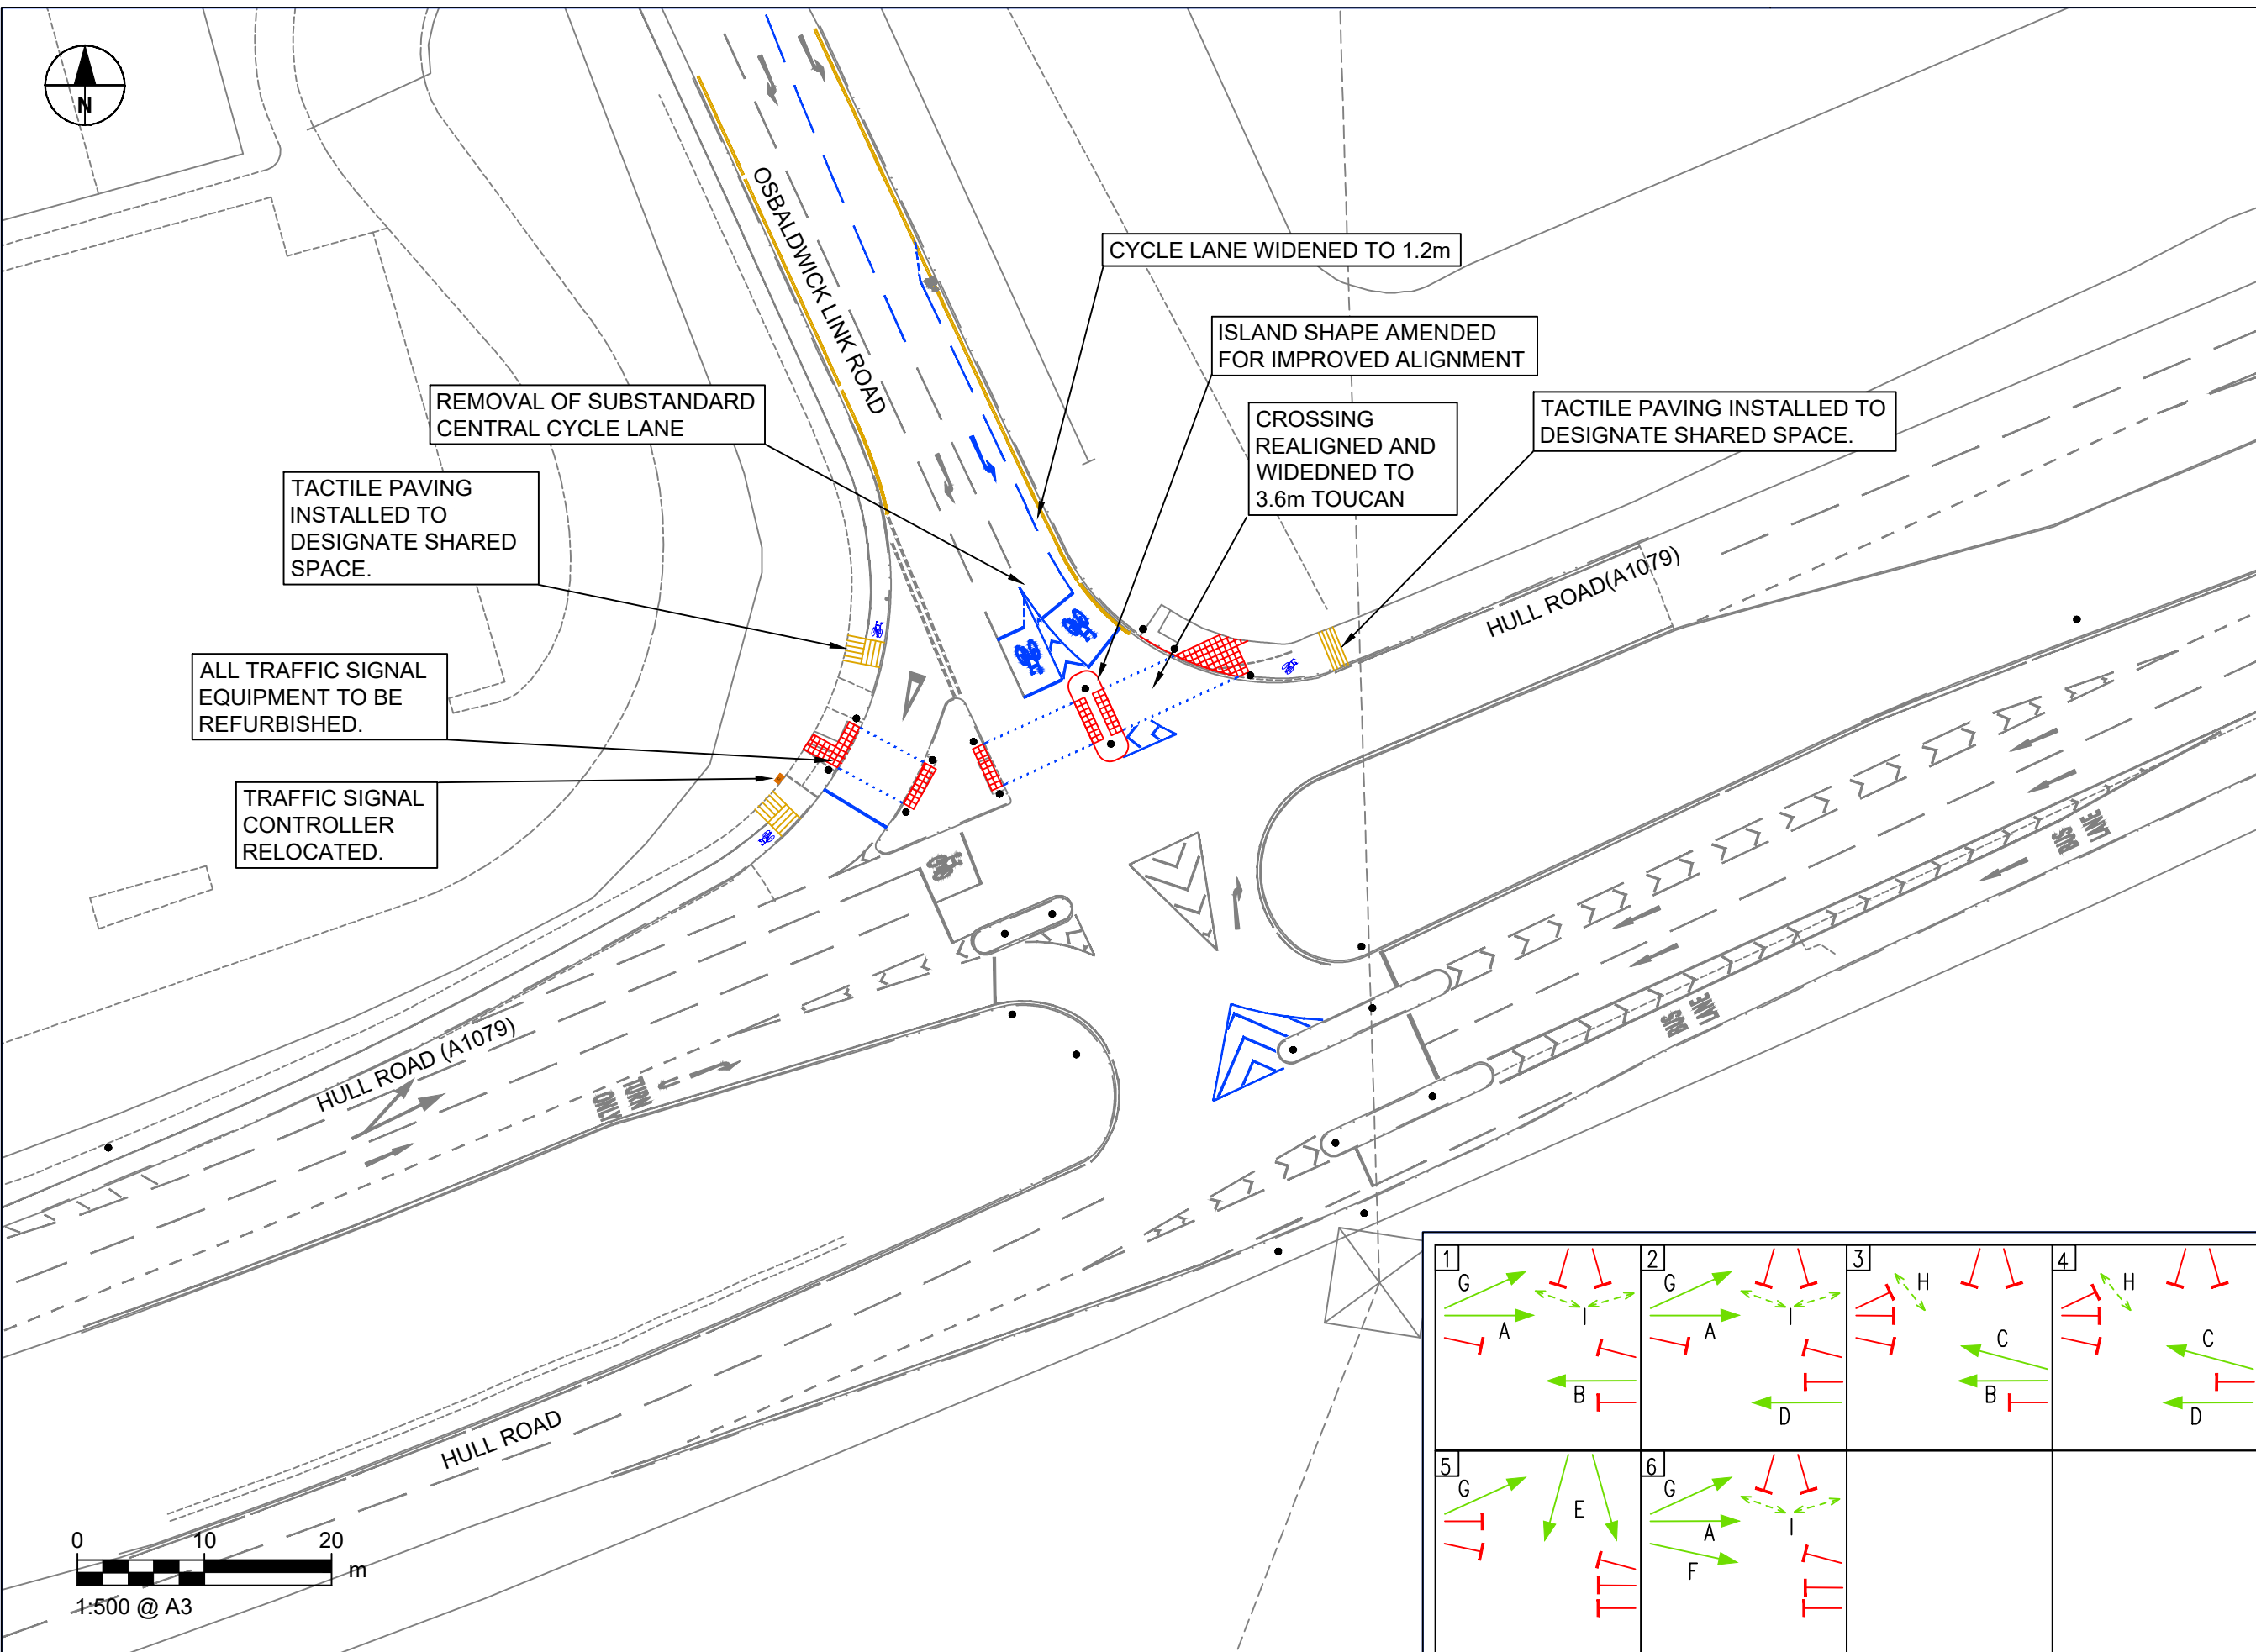 N
OSBALDWICK LINK ROAD
CYCLE LANE WIDENED TO 1.2m
ISLAND SHAPE AMENDED
FOR IMPROVED ALIGNMENT
REMOVAL OF SUBSTANDARD
CENTRAL CYCLE LANE
CROSSING
REALIGNED AND
WIDEDNED TO
3.6m TOUCAN
TACTILE PAVING INSTALLED TO
DESIGNATE SHARED SPACE.
TACTILE PAVING
INSTALLED TO
DESIGNATE SHARED
SPACE.
HULL ROAD(A1079)
ALL TRAFFIC SIGNAL
EQUIPMENT TO BE
REFURBISHED.
TRAFFIC SIGNAL
CONTROLLER
RELOCATED.
BUS
LANE
BUS
LANE
HULL ROAD (A1079)
TURN
ONLY
HULL ROAD
0 10 20
m
1:500 @ A3
1
G
A
I
B
2
G
A
I
D
3
H
C
B
4
H
C
D
5
G
E
6
G
A
I
F